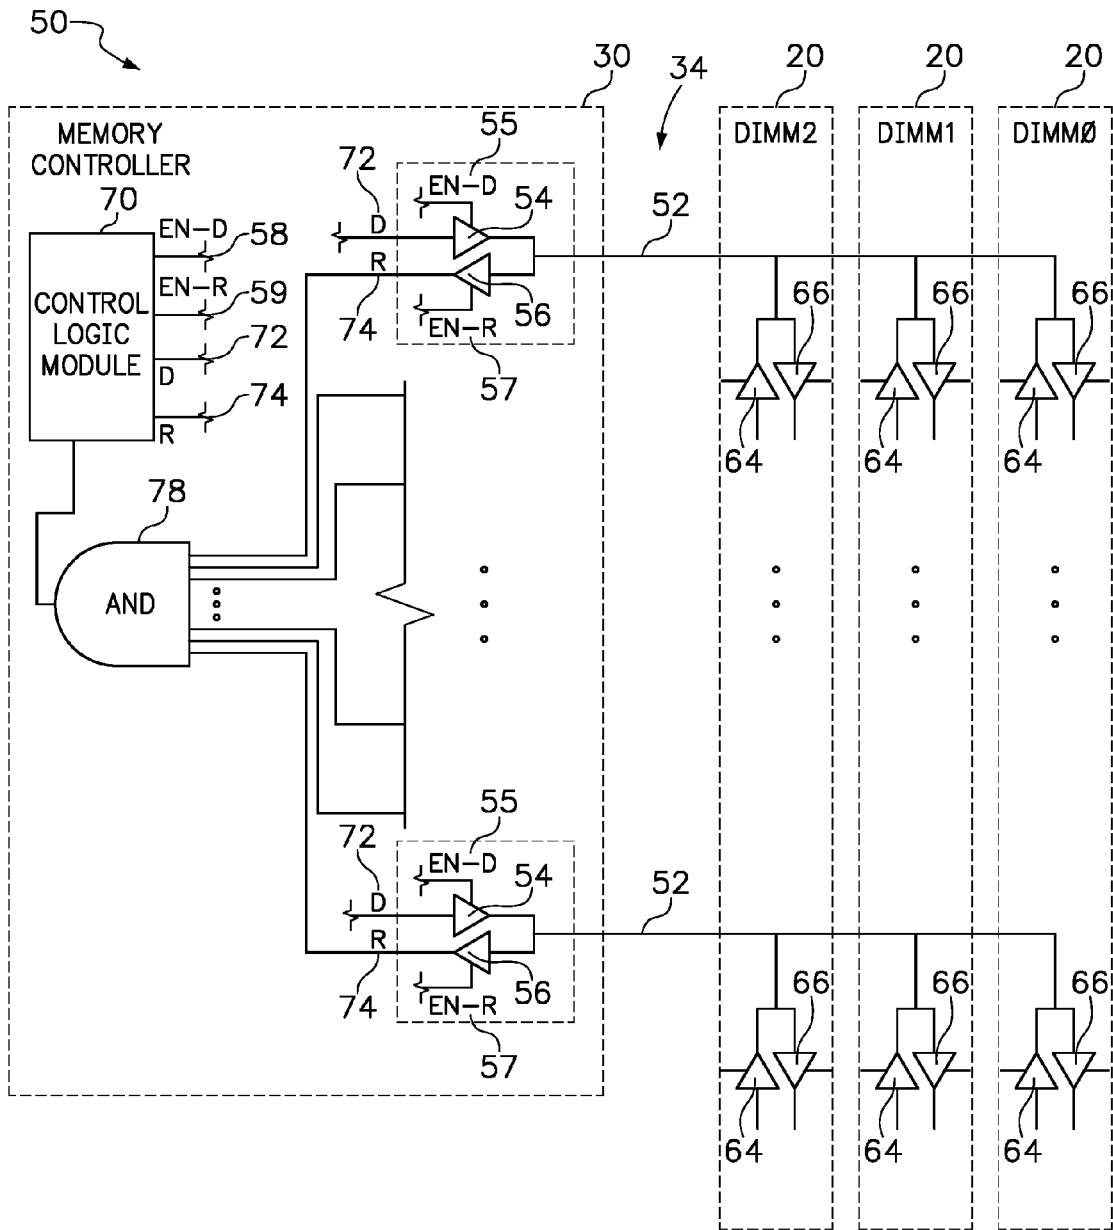 50
30
34
20
20
20
MEMORY
CONTROLLER
DIMM2
DIMM1
DIMMØ
55
72
EN-D
54
52
70
EN-D
58
D
R
EN-R
59
CONTROL
LOGIC
MODULE
72
D
74
R
74
EN-R
56
57
66
66
66
64
64
64
78
AND
55
72
EN-D
54
52
D
R
74
EN-R
56
57
66
66
66
64
64
64